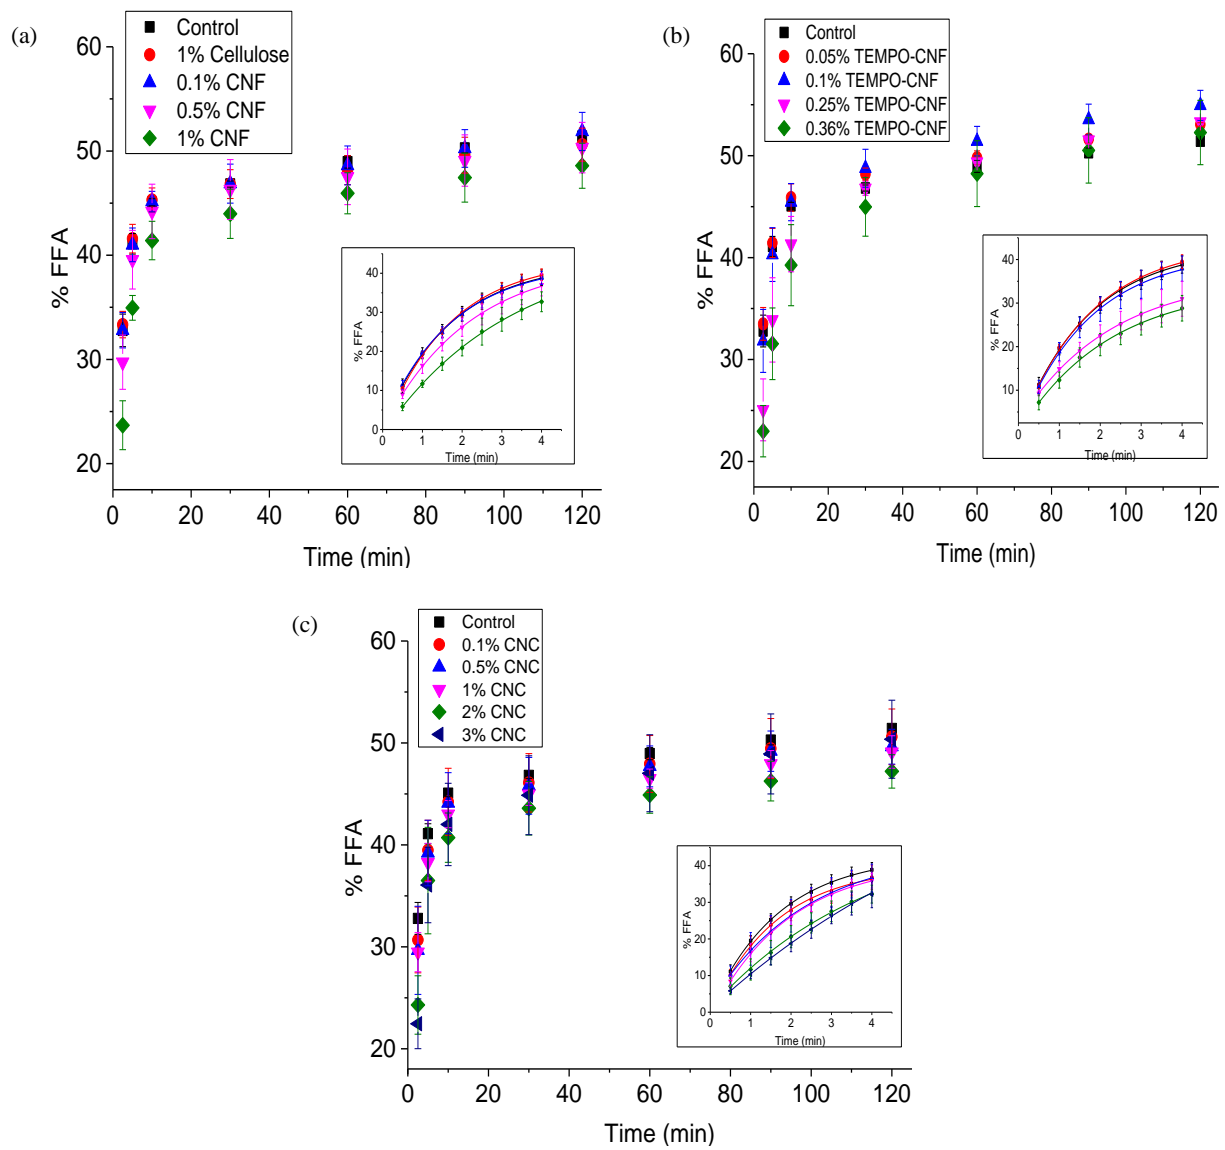 (a)
Control
1% Cellulose
0.1% CNF
0.5% CNF
1% CNF
% FFA
60
50
40
30
20
0 20 40 60 80 100 120
Time (min)
% FFA
40
30
20
10
0
0 1 2 3 4
Time (min)
(b)
Control
0.05% TEMPO-CNF
0.1% TEMPO-CNF
0.25% TEMPO-CNF
0.36% TEMPO-CNF
% FFA
60
50
40
30
20
0 20 40 60 80 100 120
Time (min)
% FFA
40
30
20
10
0 1 2 3 4
Time (min)
(c)
Control
0.1% CNC
0.5% CNC
1% CNC
2% CNC
3% CNC
% FFA
60
50
40
30
20
0 20 40 60 80 100 120
Time (min)
% FFA
40
30
20
10
0
0 1 2 3 4
Time (min)